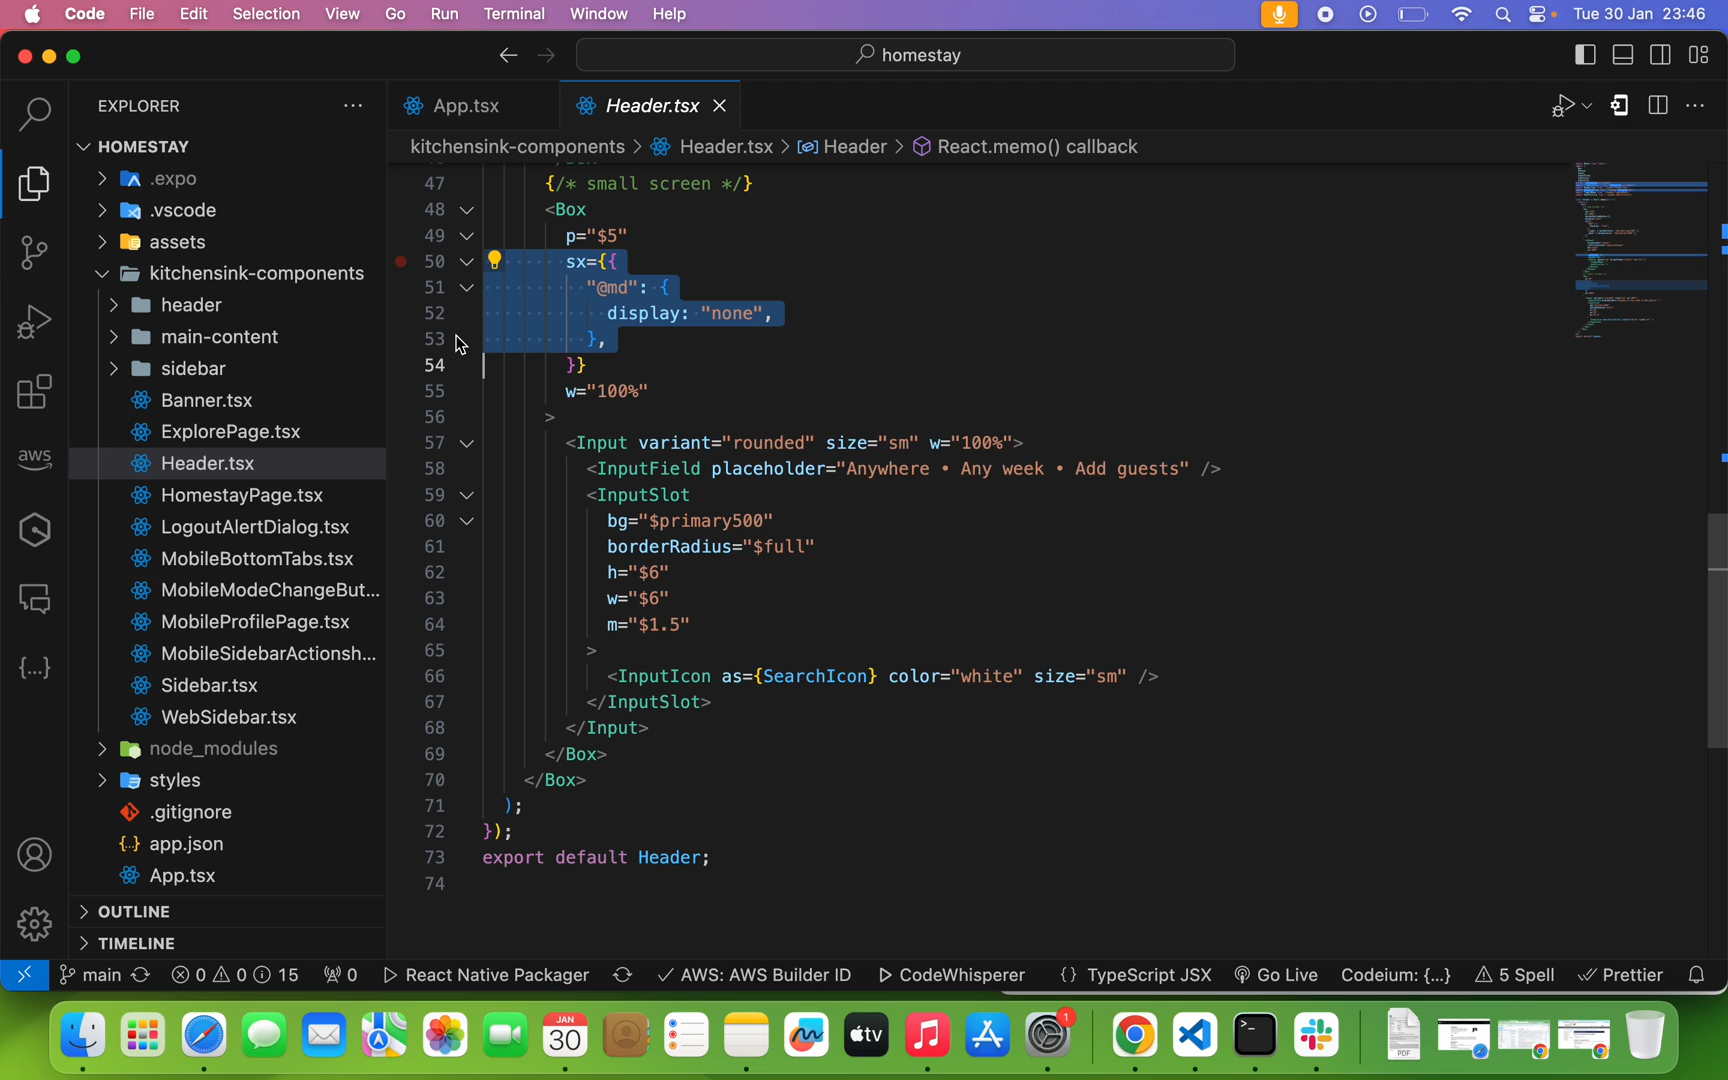 Code File Edit Selection View Go Run Terminal Window Help Tue 30 Jan 23:46
homestay
EXPLORER
App.tsx Header.tsx
HOMESTAY
kitchensink-components > Header.tsx > Header > React.memo() callback
.expo
.vscode
assets
kitchensink-components
header
main-content
sidebar
Banner.tsx
ExplorePage.tsx
Header.tsx
HomestayPage.tsx
LogoutAlertDialog.tsx
MobileBottomTabs.tsx
MobileModeChangeBut...
MobileProfilePage.tsx
MobileSidebarActionsh...
Sidebar.tsx
WebSidebar.tsx
node_modules
styles
.gitignore
{..} app.json
App.tsx
OUTLINE
TIMELINE
aws
47 {/* small screen */}
48 <Box
49 p="$5"
50 sx={{
51 "@md": {
52 display: "none",
53 },
54 }}
55 w="100%"
56 >
57 <Input variant="rounded" size="sm" w="100%">
58 <InputField placeholder="Anywhere • Any week • Add guests" />
59 <InputSlot
60 bg="$primary500"
61 borderRadius="$full"
62 h="$6"
63 w="$6"
64 m="$1.5"
65 >
66 <InputIcon as={SearchIcon} color="white" size="sm" />
67 </InputSlot>
68 </Input>
69 </Box>
70 </Box>
71 );
72 });
73 export default Header;
74
main 0 0 15 0 React Native Packager AWS: AWS Builder ID CodeWhisperer {} TypeScript JSX Go Live Codeium: {...} 5 Spell Prettier
JAN
30
tv
1
PDF